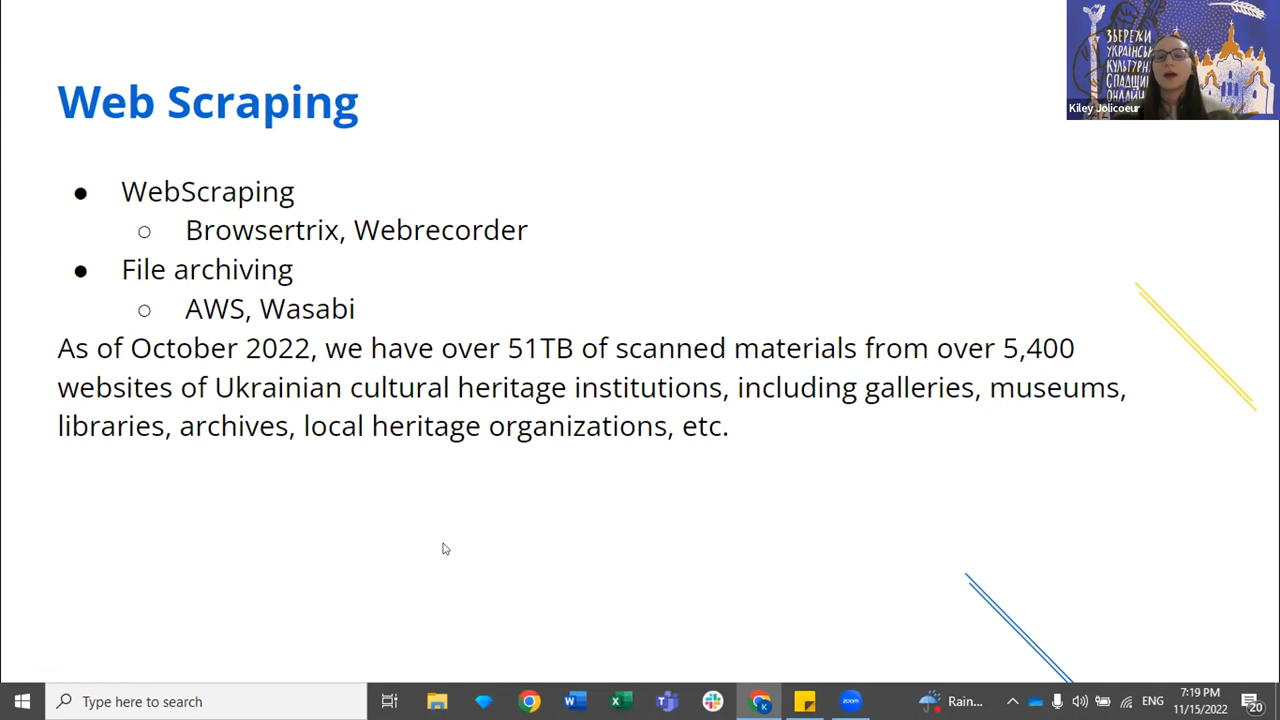 Web Scraping
● WebScraping
○ Browsertrix, Webrecorder
● File archiving
○ AWS, Wasabi
As of October 2022, we have over 51TB of scanned materials from over 5,400
websites of Ukrainian cultural heritage institutions, including galleries, museums,
libraries, archives, local heritage organizations, etc.
ЗБЕРЕЖИ
Kiley Jolicoeur
Type here to search
Rain...
ENG
7:19 PM
11/15/2022
20